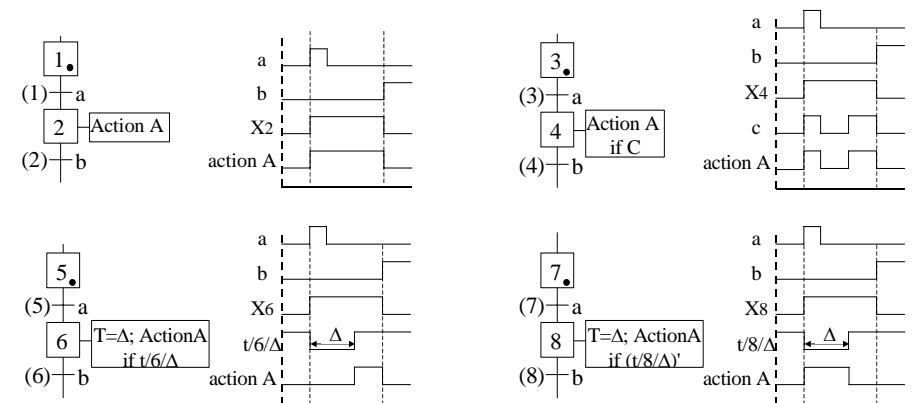 1
(1) a
2 Action A
(2) b
a
b
X2
action A
3
(3) a
4 Action A
if C
(4) b
a
b
X4
c
action A
5
(5) a
6 T=Δ; ActionA
if t/6/Δ
(6) b
a
b
X6
t/6/Δ Δ
action A
7
(7) a
8 T=Δ; ActionA
if (t/8/Δ)'
(8) b
a
b
X8
t/8/Δ Δ
action A